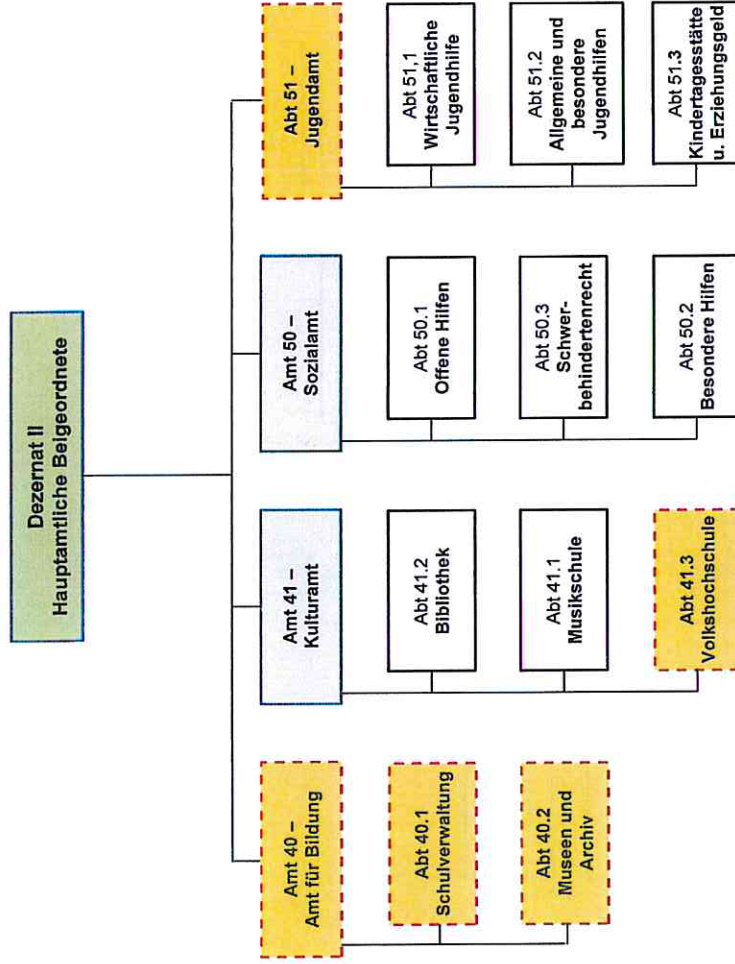 Dezernat II
Hauptamtliche Beigeordnete
Amt 40 –
Amt für Bildung
Abt 40.1
Schulverwaltung
Abt 40.2
Museen und
Archiv
Amt 41 –
Kulturamt
Abt 41.2
Bibliothek
Abt 41.1
Musikschule
Abt 41.3
Volkshochschule
Amt 50 –
Sozialamt
Abt 50.1
Offene Hilfen
Abt 50.3
Schwer-
behindertenrecht
Abt 50.2
Besondere Hilfen
Abt 51 –
Jugendamt
Abt 51,1
Wirtschaftliche
Jugendhilfe
Abt 51.2
Allgemeine und
besondere
Jugendhilfen
Abt 51.3
Kindertagesstätte
u. Erziehungsgeld